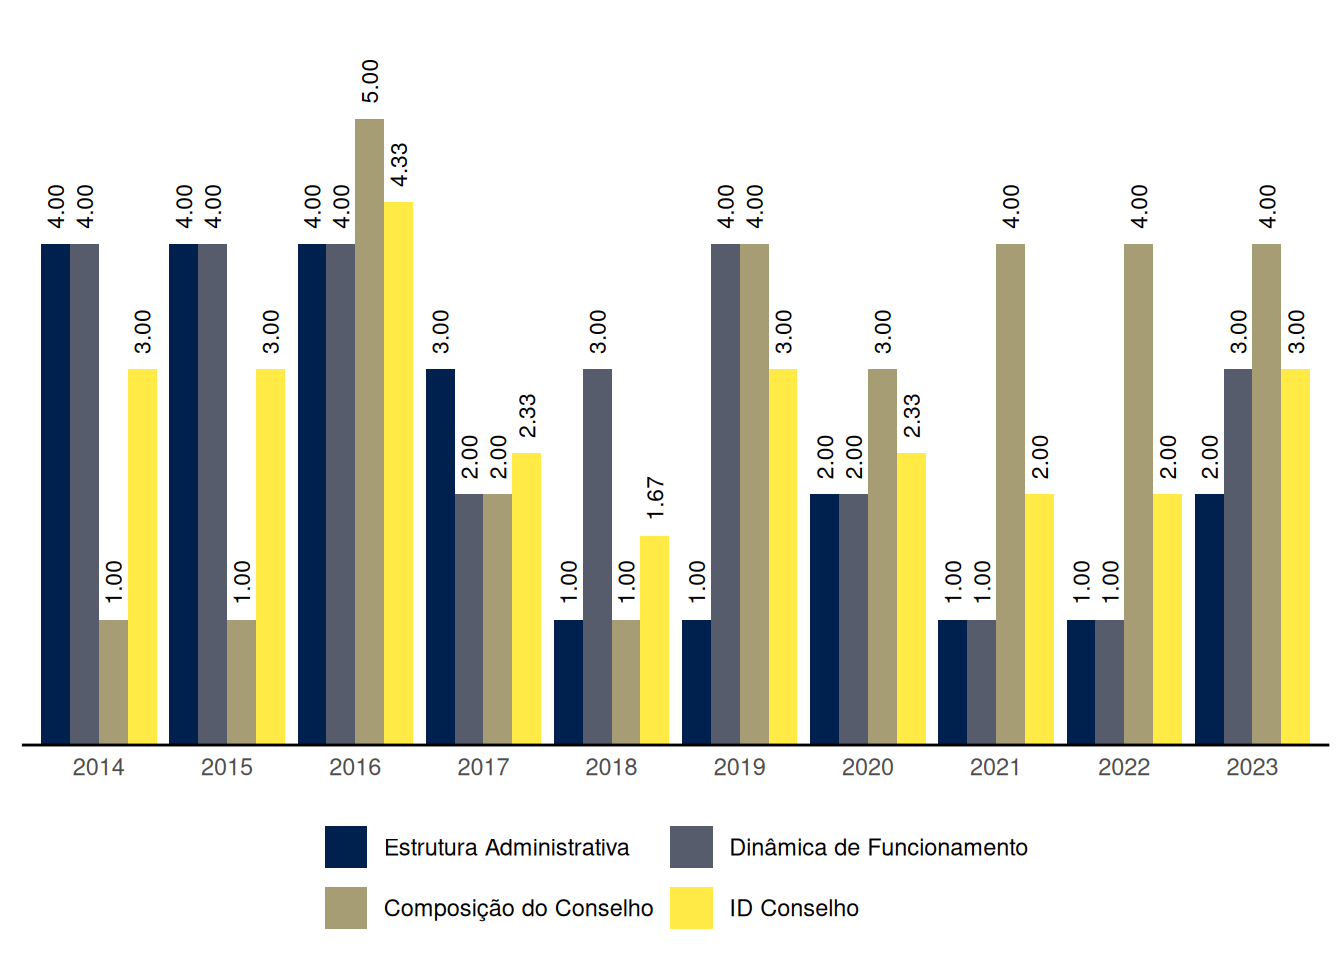 4.00 4.00 1.00 3.00
4.00 4.00 1.00 3.00
4.00 4.00 5.00 4.33
3.00 2.00 2.00 2.33
1.00 3.00 1.00 1.67
1.00 4.00 4.00 3.00
2.00 2.00 3.00 2.33
1.00 1.00 4.00 2.00
1.00 1.00 4.00 2.00
2.00 3.00 4.00 3.00
2014 2015 2016 2017 2018 2019 2020 2021 2022 2023
Estrutura Administrativa Dinâmica de Funcionamento
Composição do Conselho ID Conselho